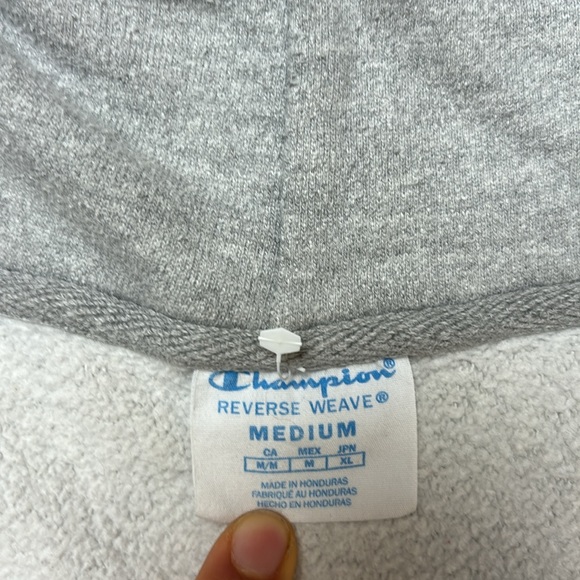 Champion®
REVERSE WEAVE®
MEDIUM
CA MEX JPN
M/M M XL
MADE IN HONDURAS
FABRIQUÉ AU HONDURAS
HECHO EN HONDURAS